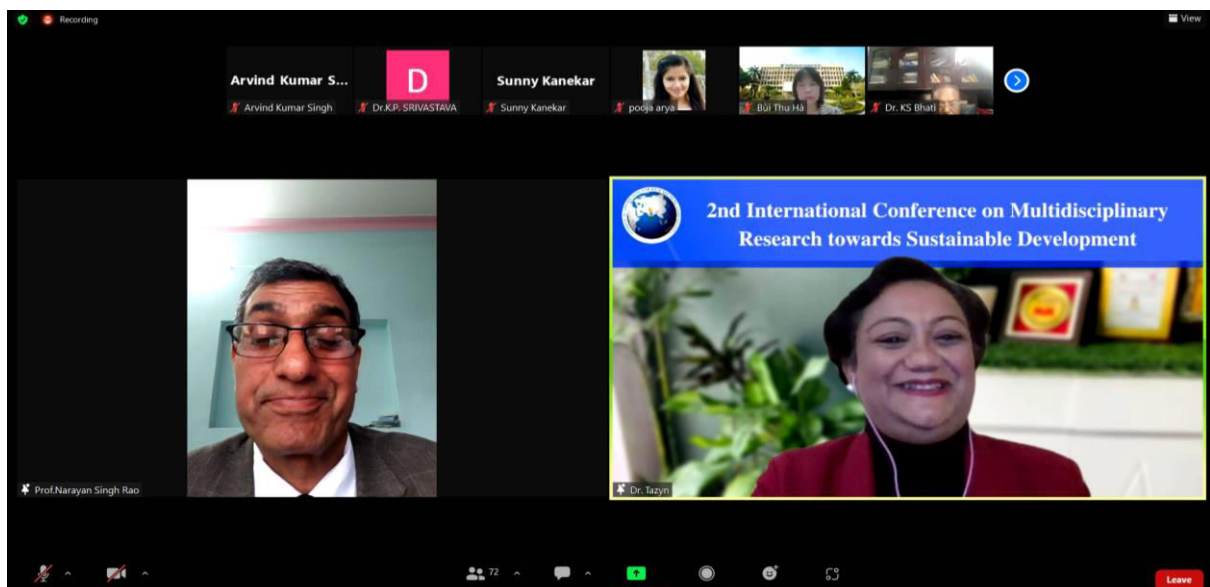 Recording
View
Arvind Kumar S...
D
Sunny Kanekar
Arvind Kumar Singh
Dr.K.P. SRIVASTAVA
Sunny Kanekar
pooja arya
Bùi Thu Hà
Dr. KS Bhati
2nd International Conference on Multidisciplinary
Research towards Sustainable Development
Prof.Narayan Singh Rao
Dr. Tazyn
72
Leave